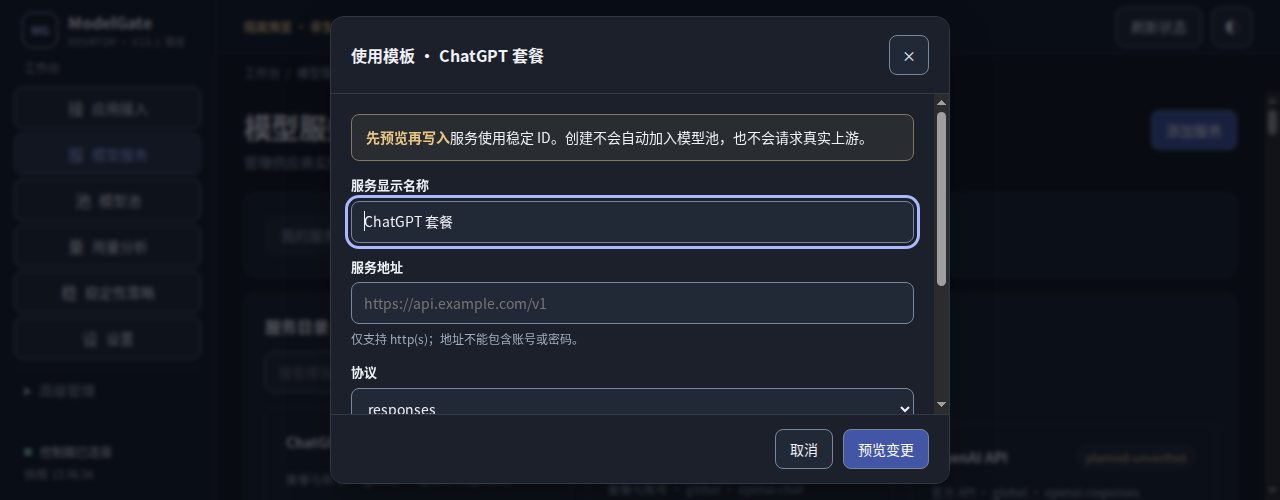 ModelGate
工作台
应用接入
模型服务
模型池
用量分析
稳定性策略
设置
高级管理
刷新状态
添加服务
使用模板 · ChatGPT 套餐
×
先预览再写入服务使用稳定 ID。创建不会自动加入模型池，也不会请求真实上游。
服务显示名称
ChatGPT 套餐
服务地址
https://api.example.com/v1
仅支持 http(s)；地址不能包含账号或密码。
协议
responses
取消
预览变更
服务目录